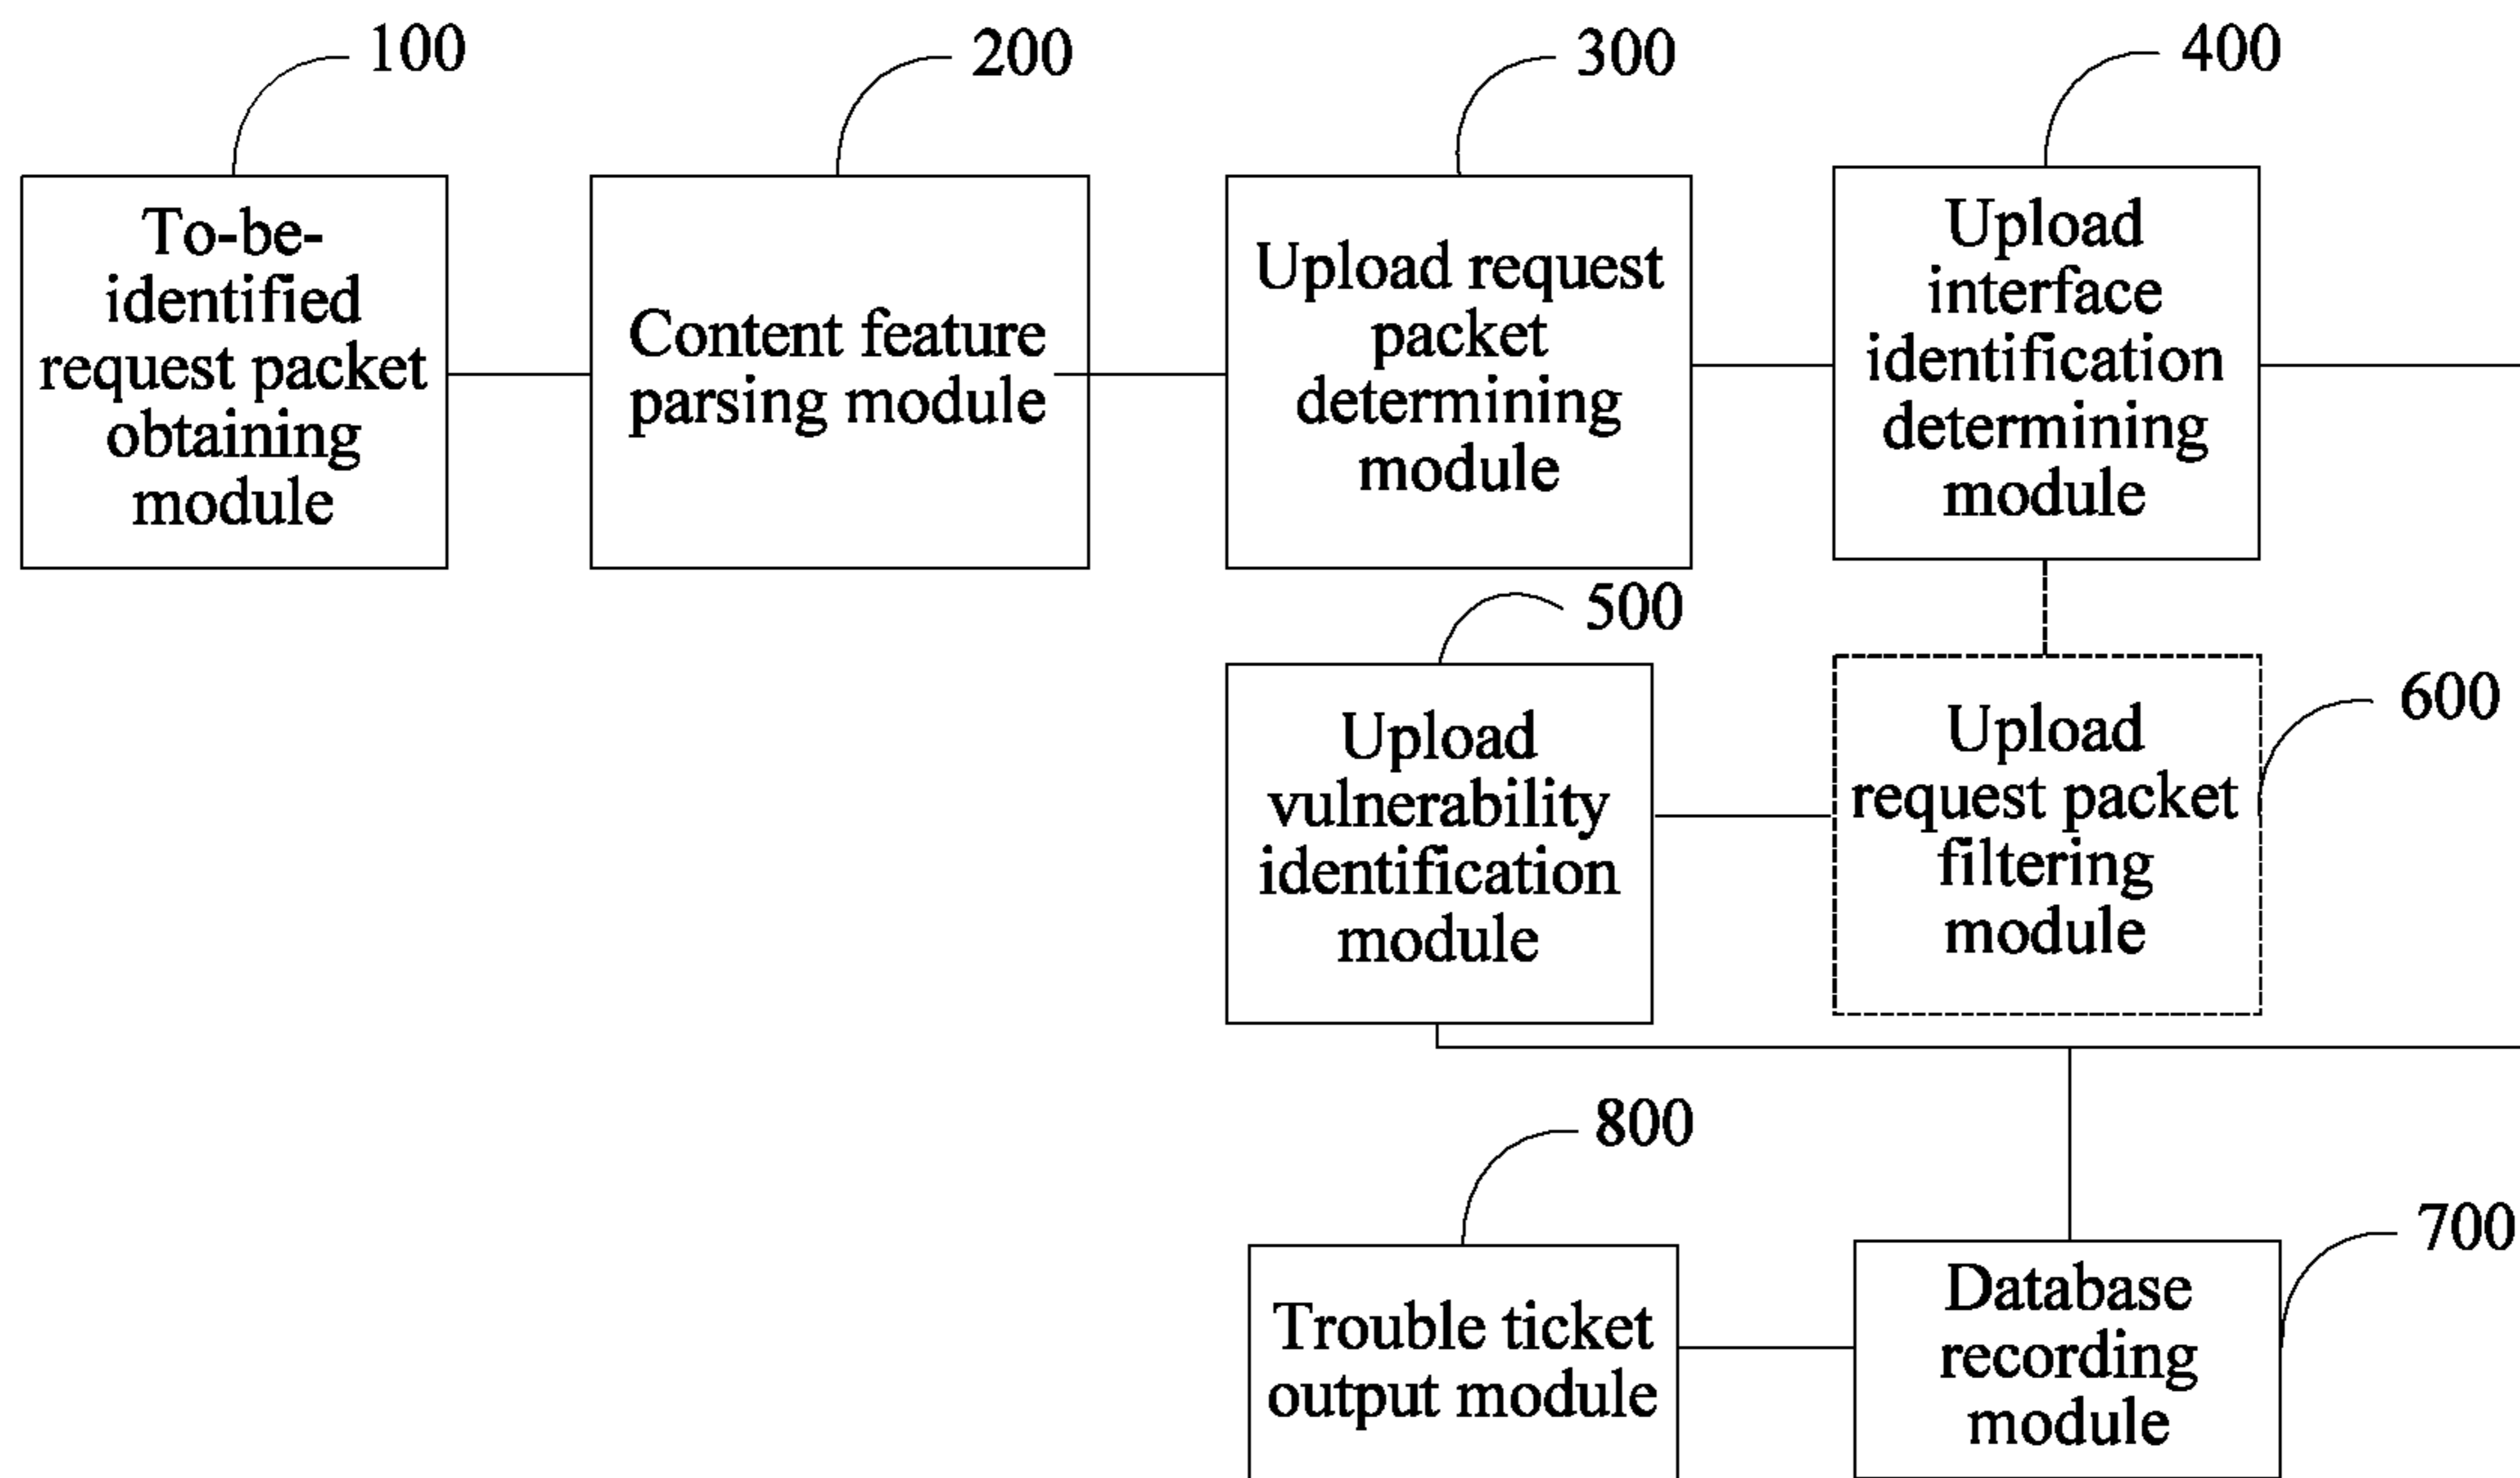 100
200
300
400
To-be-
identified
request packet
obtaining
module
Content feature
parsing module
Upload request
packet
determining
module
Upload
interface
identification
determining
module
500
600
Upload
vulnerability
identification
module
Upload
request packet
filtering
module
800
700
Trouble ticket
output module
Database
recording
module